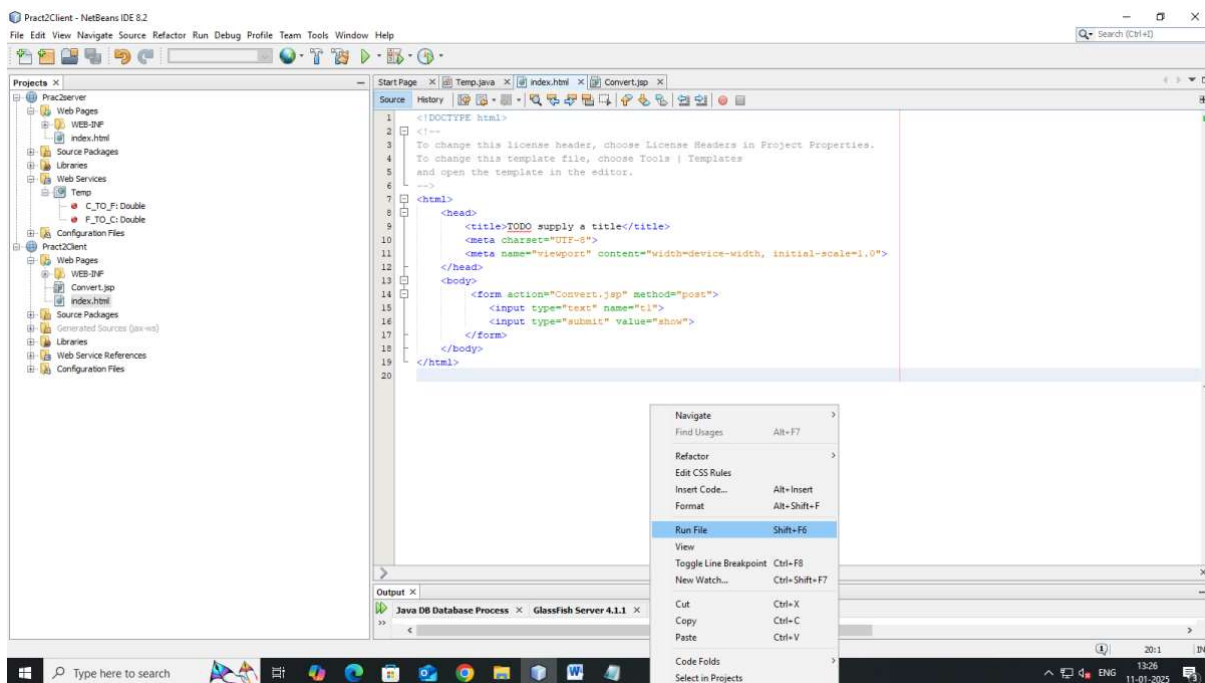 Pract2Client - NetBeans IDE 8.2
File Edit View Navigate Source Refactor Run Debug Profile Team Tools Window Help
Search (Ctrl+I)
Projects
Prac2server
Web Pages
WEB-INF
index.html
Source Packages
Libraries
Web Services
Temp
C_TO_F: Double
F_TO_C: Double
Configuration Files
Pract2Client
Web Pages
WEB-INF
Convert.jsp
index.html
Source Packages
Generated Sources (jax-ws)
Libraries
Web Service References
Configuration Files
Start Page Temp.java index.html Convert.jsp
Source History
1 <!DOCTYPE html>
2 <!--
3 To change this license header, choose License Headers in Project Properties.
4 To change this template file, choose Tools | Templates
5 and open the template in the editor.
6 -->
7 <html>
8 <head>
9 <title>TODO supply a title</title>
10 <meta charset="UTF-8">
11 <meta name="viewport" content="width=device-width, initial-scale=1.0">
12 </head>
13 <body>
14 <form action="Convert.jsp" method="post">
15 <input type="text" name="t1">
16 <input type="submit" value="show">
17 </form>
18 </body>
19 </html>
20
Navigate
Find Usages Alt+F7
Refactor
Edit CSS Rules
Insert Code... Alt+Insert
Format Alt+Shift+F
Run File Shift+F6
View
Toggle Line Breakpoint Ctrl+F8
New Watch... Ctrl+Shift+F7
Cut Ctrl+X
Copy Ctrl+C
Paste Ctrl+V
Code Folds
Select in Projects
Output
Java DB Database Process GlassFish Server 4.1.1
20:1 IN
Type here to search
ENG
13:26
11-01-2025